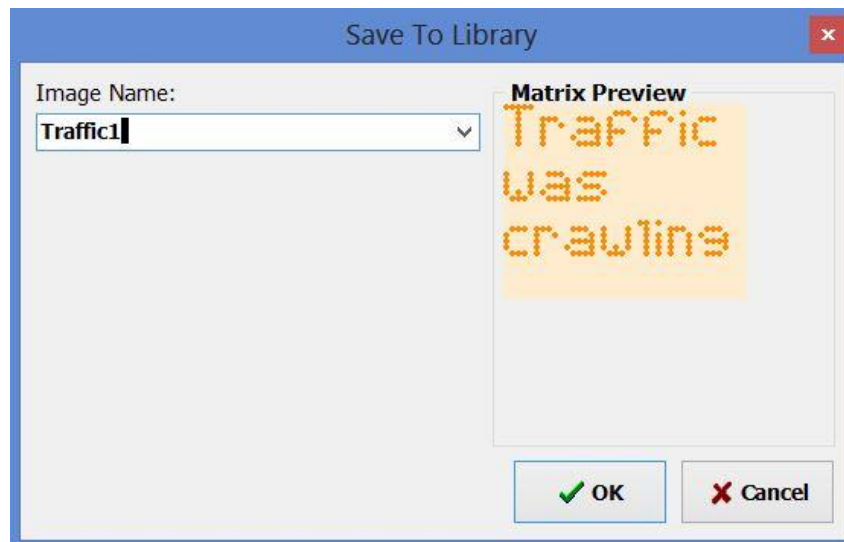 Save To Library
Image Name:
Traffic1
Matrix Preview
Traffic
was
crawling
OK
Cancel